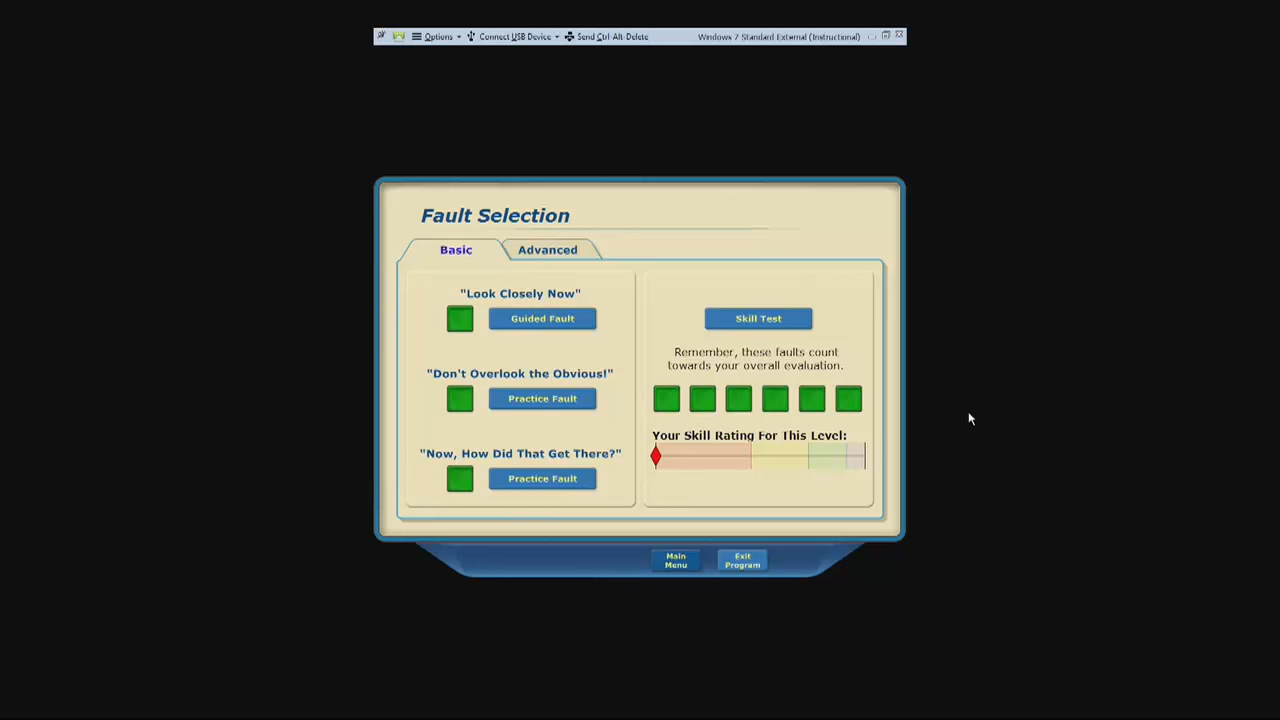 Options
Connect USB Device
Send Ctrl-Alt-Delete
Windows 7 Standard External (Instructional)
Fault Selection
Basic
Advanced
"Look Closely Now"
Guided Fault
"Don't Overlook the Obvious!"
Practice Fault
"Now, How Did That Get There?"
Practice Fault
Skill Test
Remember, these faults count
towards your overall evaluation.
Your Skill Rating For This Level:
Main
Menu
Exit
Program